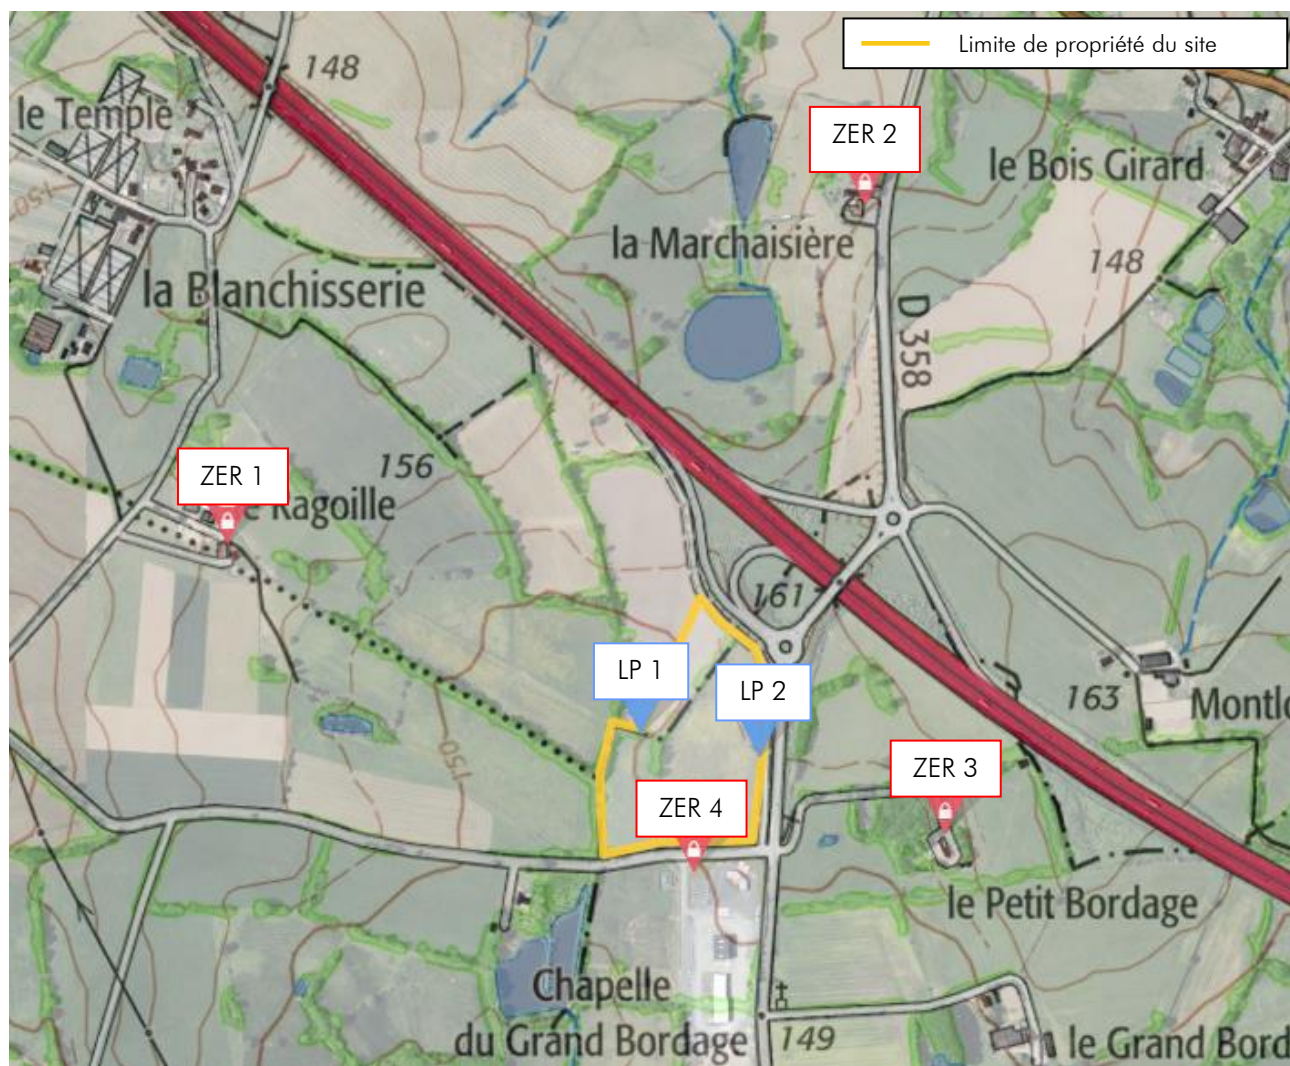 Limite de propriété du site
148
le Temple
ZER 2
le Bois Girard
150
la Marchaisière
148
la Blanchisserie
D 358
156
ZER 1
Ragoille
161
LP 1
LP 2
163
150
ZER 3
ZER 4
le Petit Bordage
Chapelle
du Grand Bordage
149
le Grand Bord